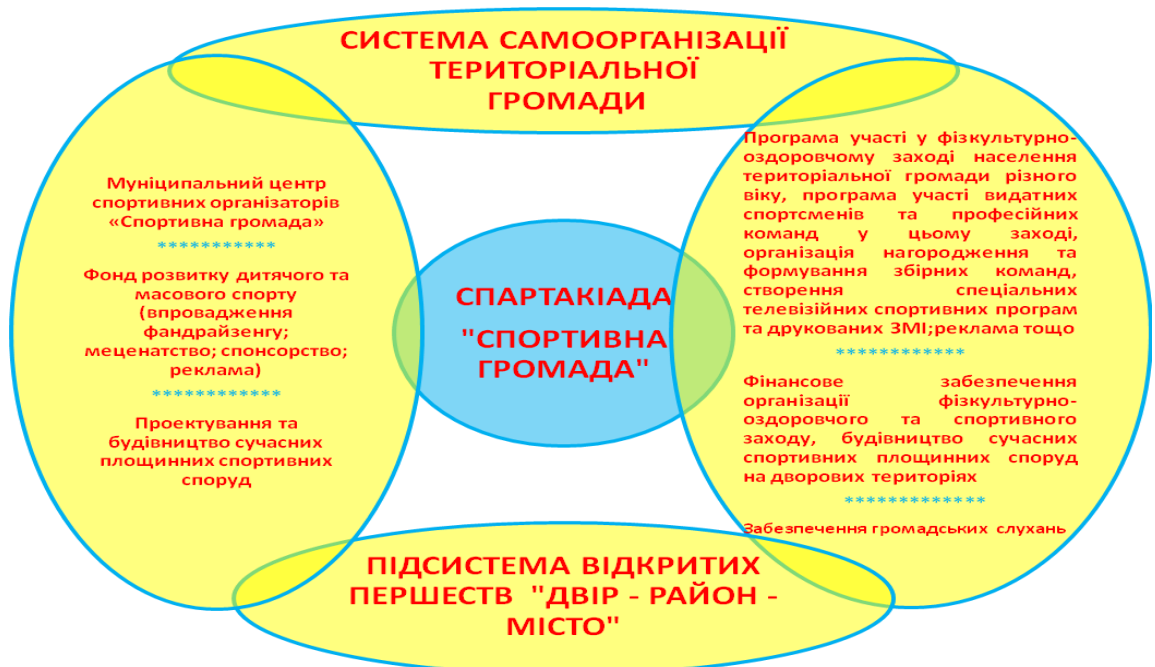 СИСТЕМА САМООРГАНІЗАЦІЇ
ТЕРИТОРІАЛЬНОЇ
ГРОМАДИ
Муніципальний центр
спортивних організаторів
«Спортивна громада»
***********
Фонд розвитку дитячого та
масового спорту
(впровадження
фандрайзенгу;
меценатство; спонсорство;
реклама)
************
Проектування та
будівництво сучасних
площинних спортивних
споруд
СПАРТАКІАДА
"СПОРТИВНА
ГРОМАДА"
Програма участі у фізкультурно-
оздоровчому заході населення
територіальної громади різного
віку, програма участі видатних
спортсменів та професійних
команд у цьому заході,
організація нагородження та
формування збірних команд,
створення спеціальних
телевізійних спортивних програм
та друкованих ЗМІ;реклама тощо
************
Фінансове забезпечення
організації фізкультурно-
оздоровчого та спортивного
заходу, будівництво сучасних
спортивних площинних споруд
на дворових територіях
*************
Забезпечення громадських слухань
ПІДСИСТЕМА ВІДКРИТИХ
ПЕРШЕСТВ "ДВІР - РАЙОН -
МІСТО"